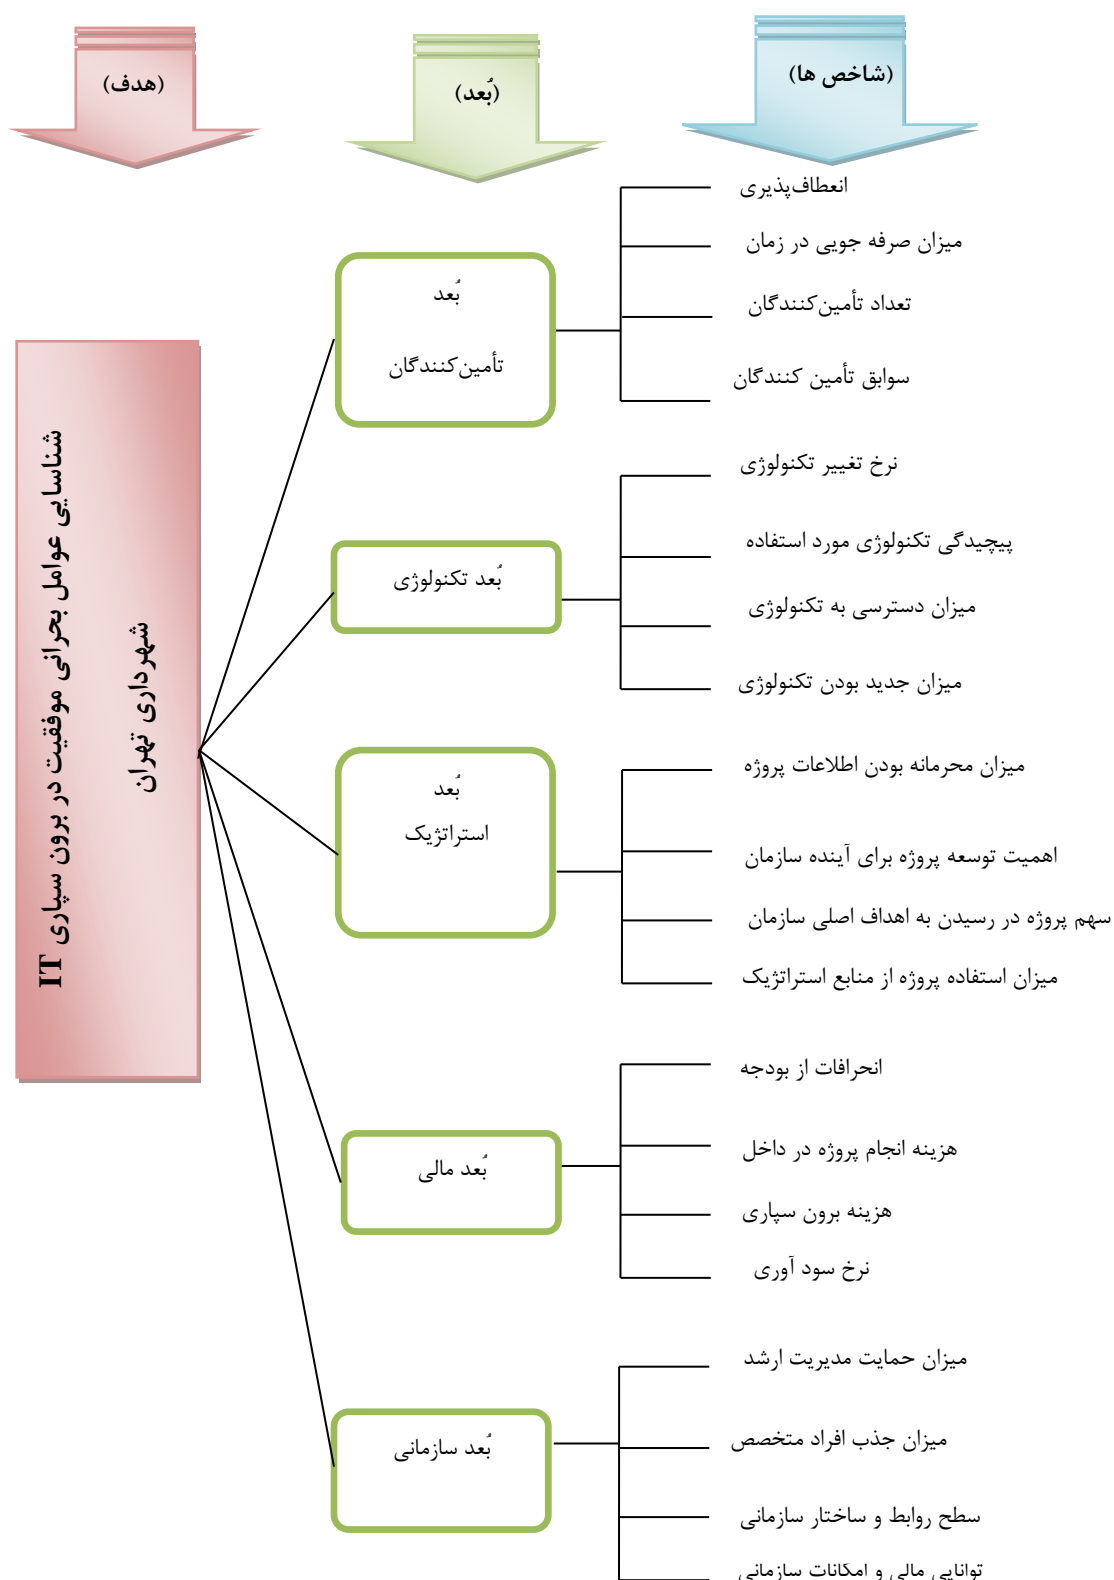 (شاخص ها)
(بُعد)
(هدف)
شناسایی عوامل بحرانی موفقیت در برون سپاری IT
شهرداری تهران
بُعد
تأمین‌کنندگان
انعطاف‌پذیری
میزان صرفه جویی در زمان
تعداد تأمین‌کنندگان
سوابق تأمین کنندگان
بُعد تکنولوژی
نرخ تغییر تکنولوژی
پیچیدگی تکنولوژی مورد استفاده
میزان دسترسی به تکنولوژی
میزان جدید بودن تکنولوژی
بُعد
استراتژیک
میزان محرمانه بودن اطلاعات پروژه
اهمیت توسعه پروژه برای آینده سازمان
سهم پروژه در رسیدن به اهداف اصلی سازمان
میزان استفاده پروژه از منابع استراتژیک
بُعد مالی
انحرافات از بودجه
هزینه انجام پروژه در داخل
هزینه برون سپاری
نرخ سود آوری
بُعد سازمانی
میزان حمایت مدیریت ارشد
میزان جذب افراد متخصص
سطح روابط و ساختار سازمانی
توانایی مالی و امکانات سازمانی